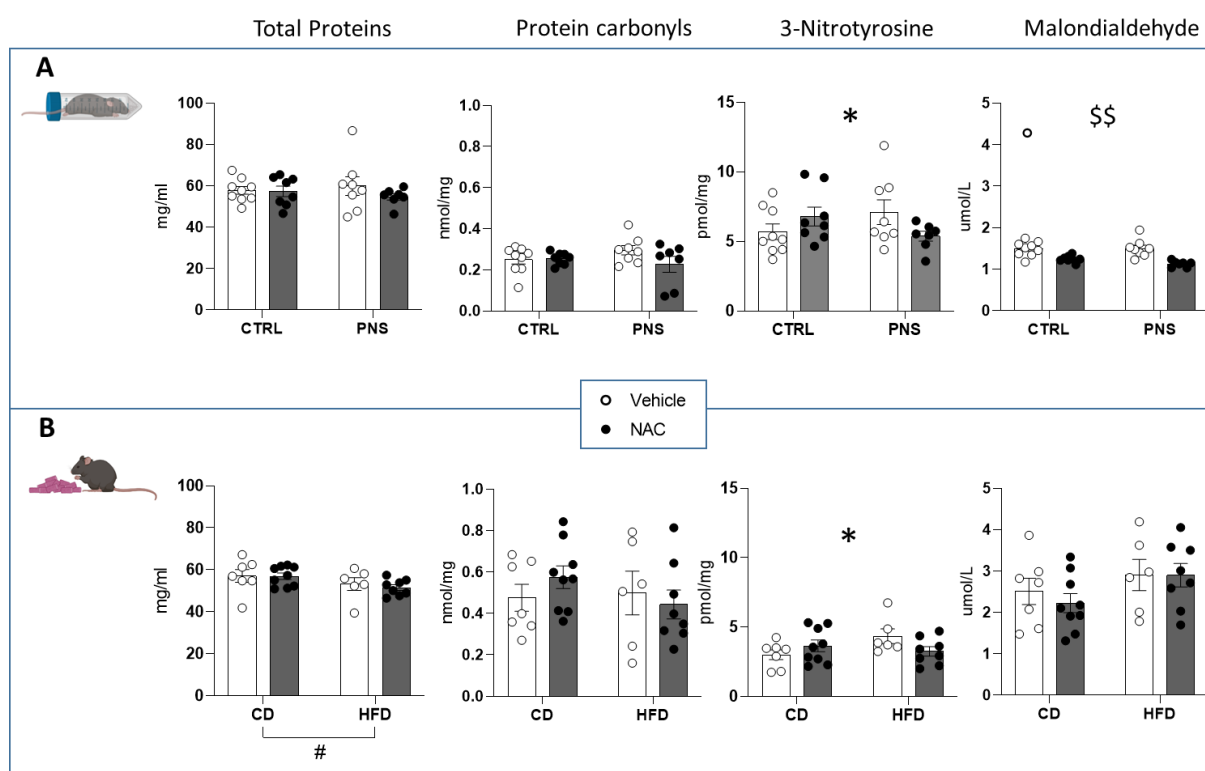 Total Proteins Protein carbonyls 3-Nitrotyrosine Malondialdehyde
A
100
80
60
40
20
0
mg/ml
CTRL PNS
1.0
0.8
0.6
0.4
0.2
0.0
nmol/mg
CTRL PNS
15
10
5
0
pmol/mg
*
CTRL PNS
5
4
3
2
1
0
umol/L
$$
CTRL PNS
Vehicle
NAC
B
100
80
60
40
20
0
mg/ml
CD HFD
#
1.0
0.8
0.6
0.4
0.2
0.0
nmol/mg
CD HFD
15
10
5
0
pmol/mg
*
CD HFD
5
4
3
2
1
0
umol/L
CD HFD